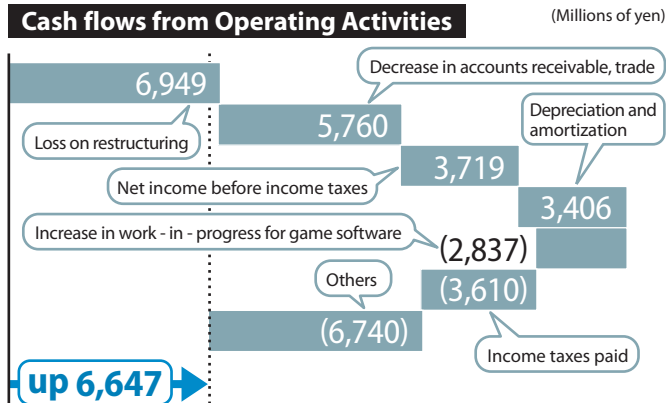 Cash flows from Operating Activities
(Millions of yen)
6,949
Decrease in accounts receivable, trade
Loss on restructuring
5,760
Depreciation and
amortization
Net income before income taxes
3,719
3,406
Increase in work - in - progress for game software
(2,837)
Others
(3,610)
(6,740)
Income taxes paid
up 6,647